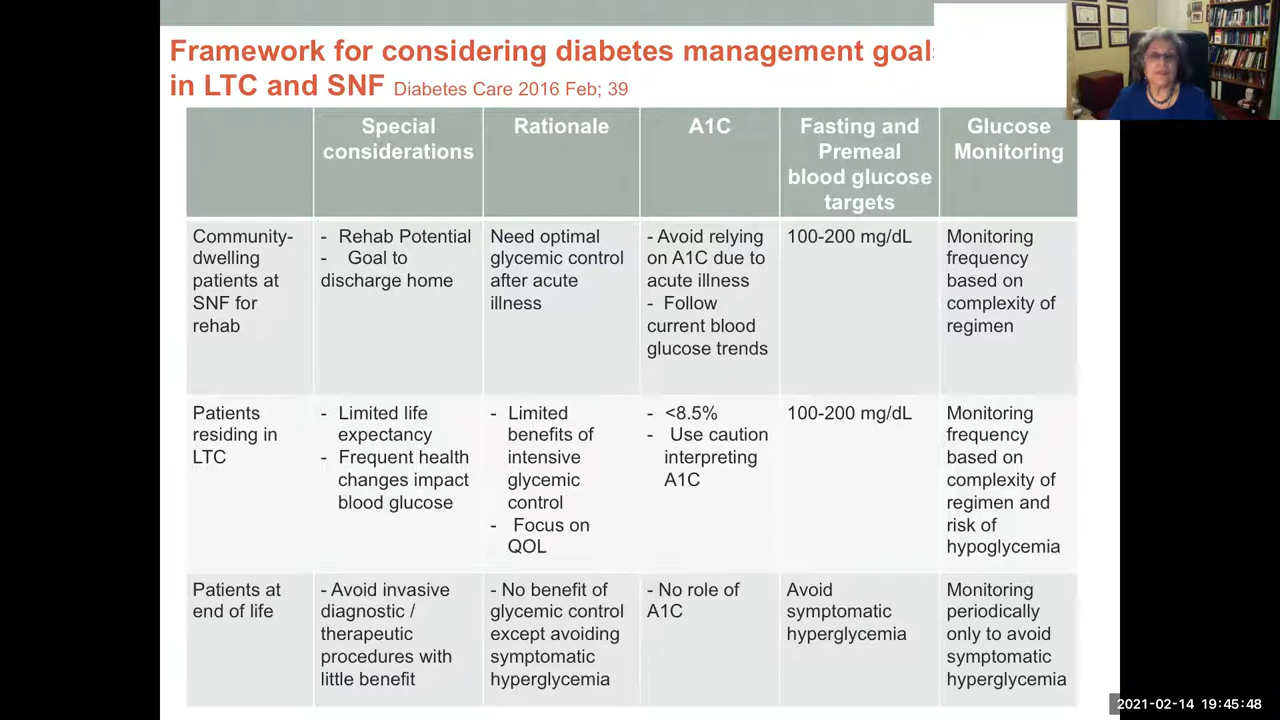 Framework for considering diabetes management goals
in LTC and SNF Diabetes Care 2016 Feb; 39
Special
considerations
Rationale
A1C
Fasting and
Premeal
blood glucose
targets
Glucose
Monitoring
Community-
dwelling
patients at
SNF for
rehab
- Rehab Potential
- Goal to
discharge home
Need optimal
glycemic control
after acute
illness
- Avoid relying
on A1C due to
acute illness
- Follow
current blood
glucose trends
100-200 mg/dL
Monitoring
frequency
based on
complexity of
regimen
Patients
residing in
LTC
- Limited life
expectancy
- Frequent health
changes impact
blood glucose
- Limited
benefits of
intensive
glycemic
control
- Focus on
QOL
- <8.5%
- Use caution
interpreting
A1C
100-200 mg/dL
Monitoring
frequency
based on
complexity of
regimen and
risk of
hypoglycemia
Patients at
end of life
- Avoid invasive
diagnostic /
therapeutic
procedures with
little benefit
- No benefit of
glycemic control
except avoiding
symptomatic
hyperglycemia
- No role of
A1C
Avoid
symptomatic
hyperglycemia
Monitoring
periodically
only to avoid
symptomatic
hyperglycemia
2021-02-14 19:45:48